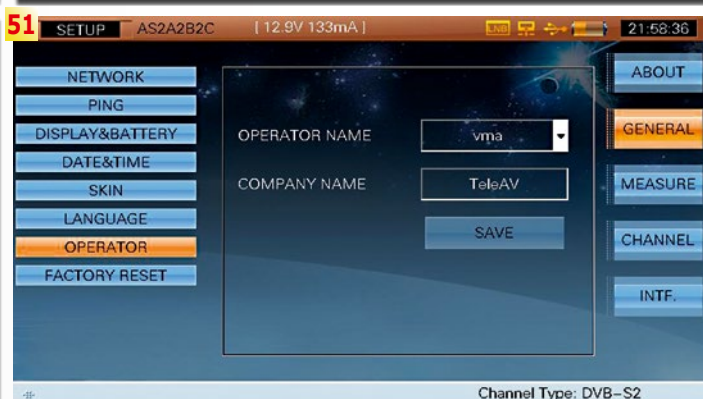 51
SETUP AS2A2B2C [ 12.9V 133mA ] LNB 21:58:36
NETWORK
PING
DISPLAY&BATTERY
DATE&TIME
SKIN
LANGUAGE
OPERATOR
FACTORY RESET
OPERATOR NAME vma
COMPANY NAME TeleAV
SAVE
ABOUT
GENERAL
MEASURE
CHANNEL
INTF.
Channel Type: DVB-S2